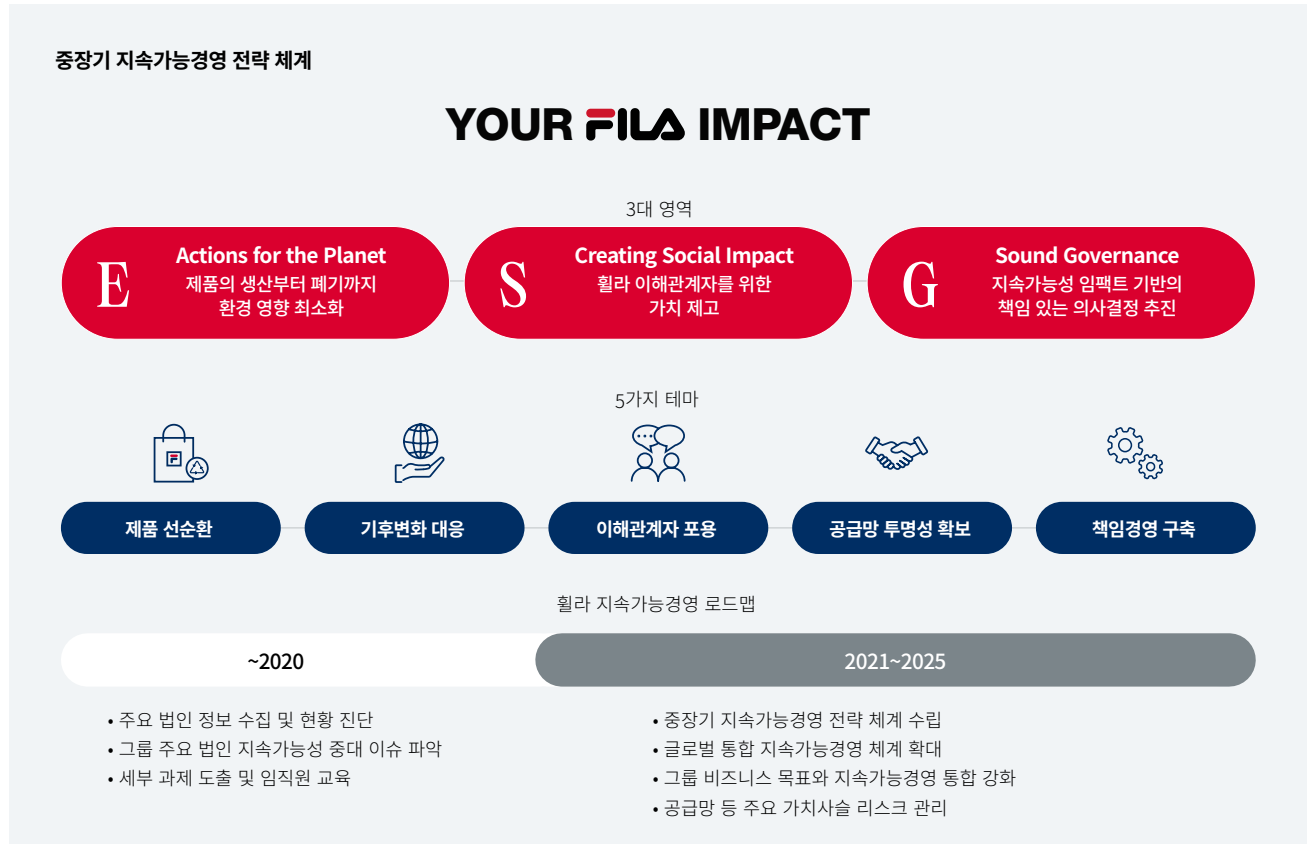 중장기 지속가능경영 전략 체계
YOUR FILA IMPACT
3대 영역
E
Actions for the Planet
제품의 생산부터 폐기까지
환경 영향 최소화
S
Creating Social Impact
휠라 이해관계자를 위한
가치 제고
G
Sound Governance
지속가능성 임팩트 기반의
책임 있는 의사결정 추진
5가지 테마
제품 선순환
기후변화 대응
이해관계자 포용
공급망 투명성 확보
책임경영 구축
휠라 지속가능경영 로드맵
~2020
• 주요 법인 정보 수집 및 현황 진단
• 그룹 주요 법인 지속가능성 중대 이슈 파악
• 세부 과제 도출 및 임직원 교육
2021~2025
• 중장기 지속가능경영 전략 체계 수립
• 글로벌 통합 지속가능경영 체계 확대
• 그룹 비즈니스 목표와 지속가능경영 통합 강화
• 공급망 등 주요 가치사슬 리스크 관리